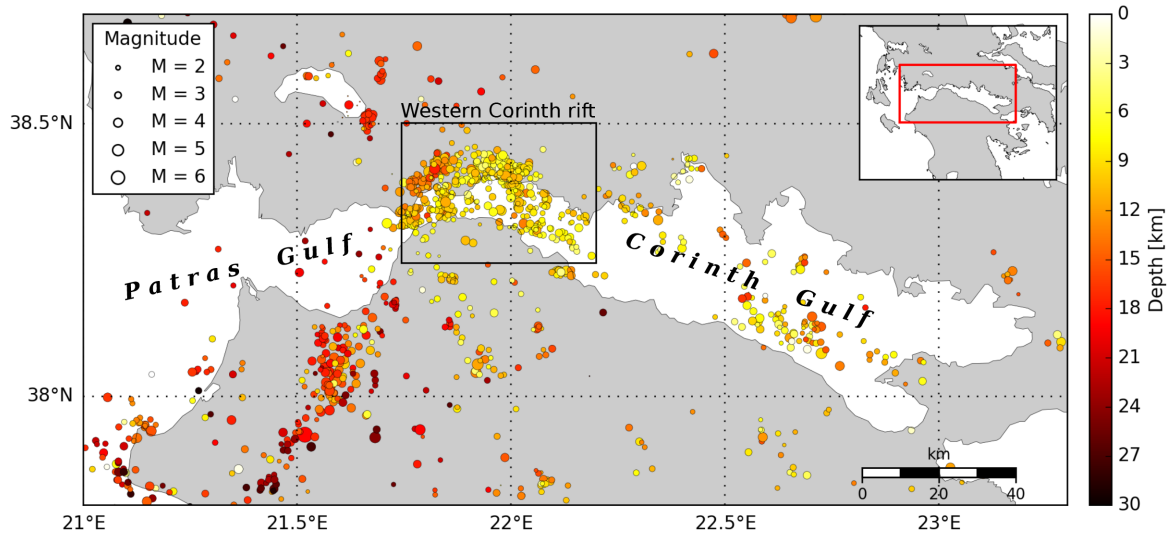 Magnitude
M = 2
M = 3
M = 4
M = 5
M = 6
Western Corinth rift
Patras Gulf
Corinth Gulf
km
0 20 40
38.5°N
38°N
21°E 21.5°E 22°E 22.5°E 23°E
0
3
6
9
12
15
18
21
24
27
30
Depth [km]